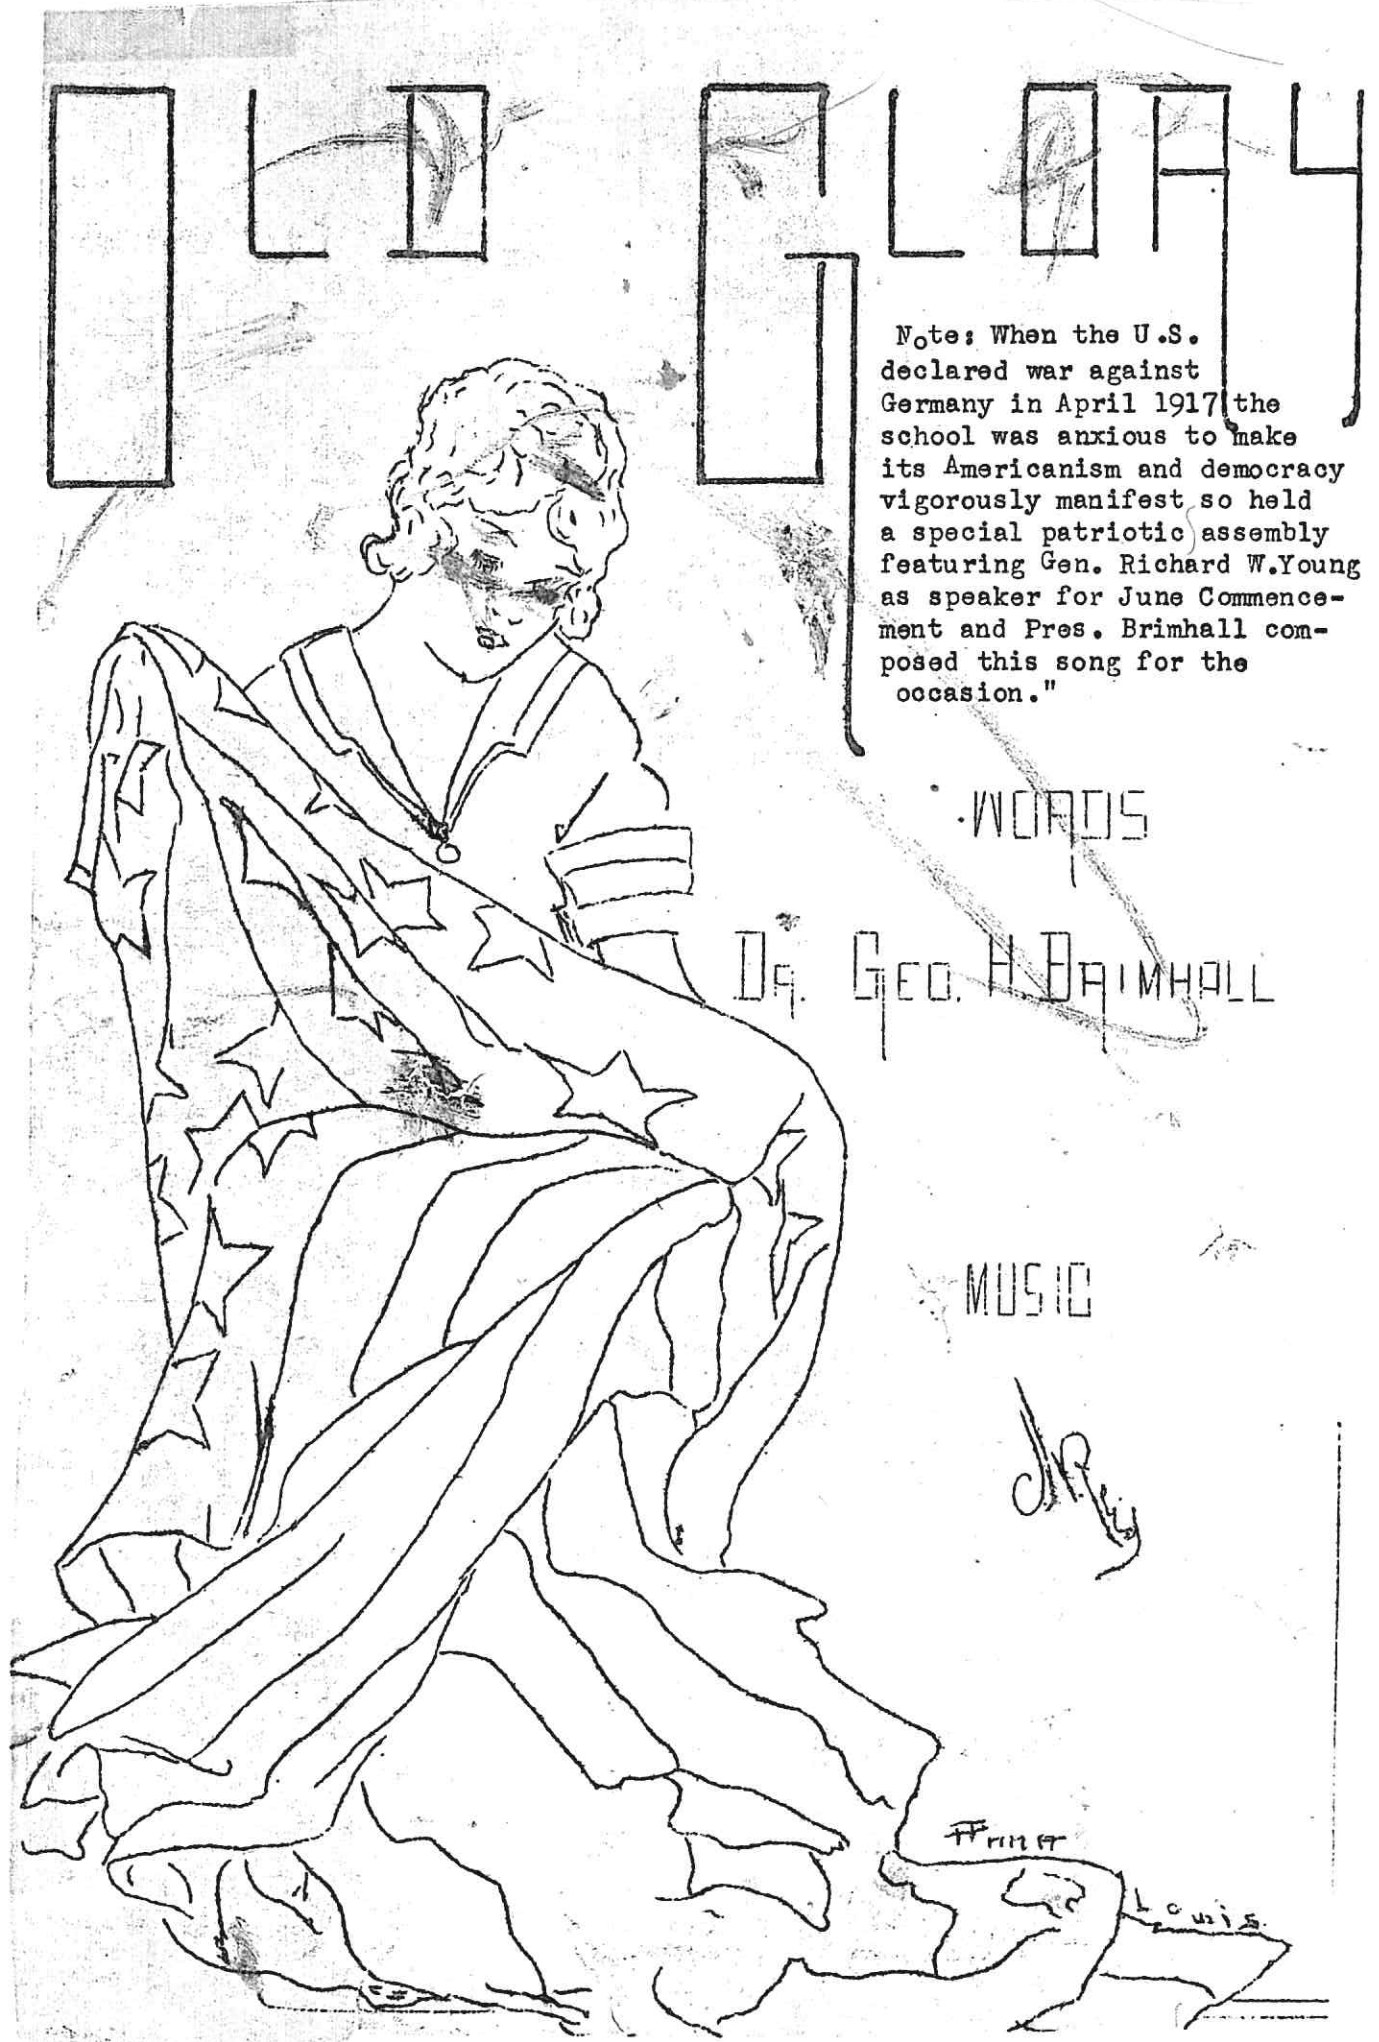 OLD GLORY
Note: When the U.S.
declared war against
Germany in April 1917 the
school was anxious to make
its Americanism and democracy
vigorously manifest so held
a special patriotic assembly
featuring Gen. Richard W.Young
as speaker for June Commence-
ment and Pres. Brimhall com-
posed this song for the
occasion."
WORDS
DR. GEO. H. BRIMHALL
MUSIC
Anna
Louis